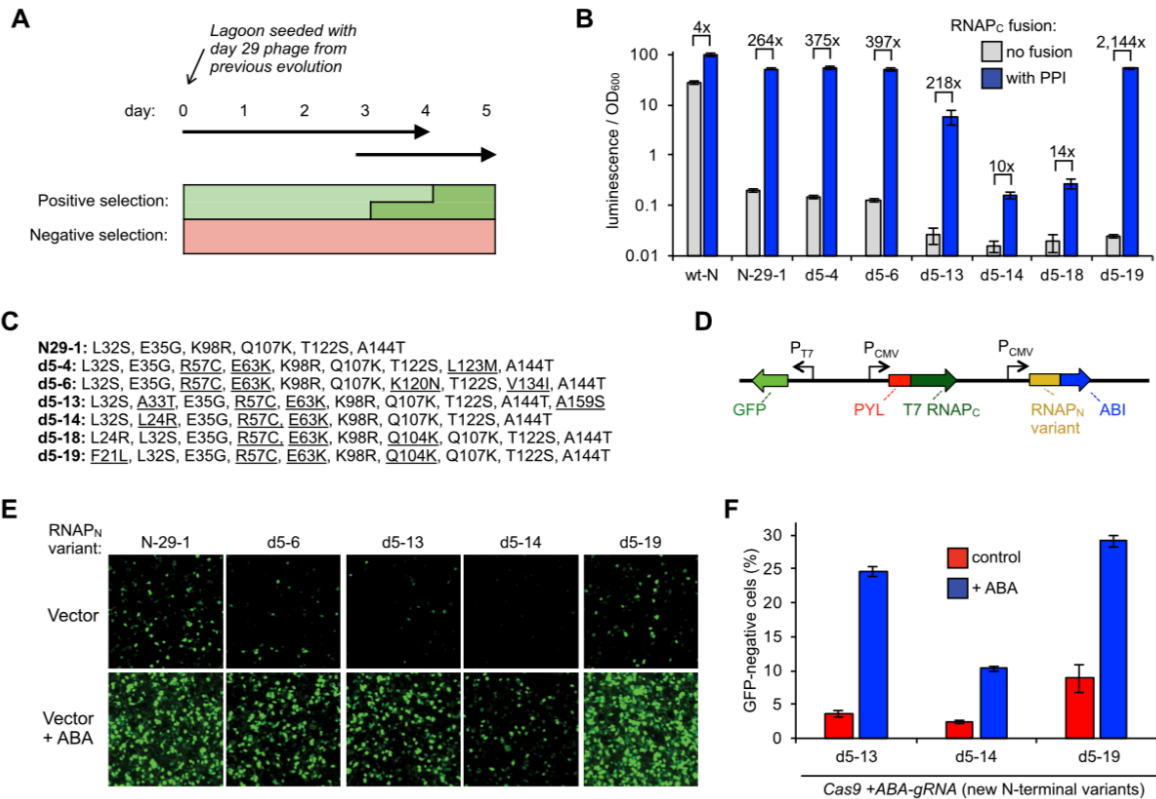 A
Lagoon seeded with
day 29 phage from
previous evolution
day: 0 1 2 3 4 5
Positive selection:
Negative selection:
B
RNAPC fusion:
no fusion
with PPI
4x 264x 375x 397x 218x 10x 14x 2,144x
luminescence / OD600
100
10
1
0.1
0.01
wt-N N-29-1 d5-4 d5-6 d5-13 d5-14 d5-18 d5-19
C
N29-1: L32S, E35G, K98R, Q107K, T122S, A144T
d5-4: L32S, E35G, R57C, E63K, K98R, Q107K, T122S, L123M, A144T
d5-6: L32S, E35G, R57C, E63K, K98R, Q107K, K120N, T122S, V134I, A144T
d5-13: L32S, A33T, E35G, R57C, E63K, K98R, Q107K, T122S, A144T, A159S
d5-14: L32S, L24R, E35G, R57C, E63K, K98R, Q107K, T122S, A144T
d5-18: L24R, L32S, E35G, R57C, E63K, K98R, Q104K, Q107K, T122S, A144T
d5-19: F21L, L32S, E35G, R57C, E63K, K98R, Q104K, Q107K, T122S, A144T
D
PT7 PCMV PCMV
GFP PYL T7 RNAPC RNAPN
variant ABI
E
RNAPN
variant: N-29-1 d5-6 d5-13 d5-14 d5-19
Vector
Vector
+ ABA
F
GFP-negative cells (%)
30
25
20
15
10
5
0
control
+ ABA
d5-13 d5-14 d5-19
Cas9 +ABA-gRNA (new N-terminal variants)